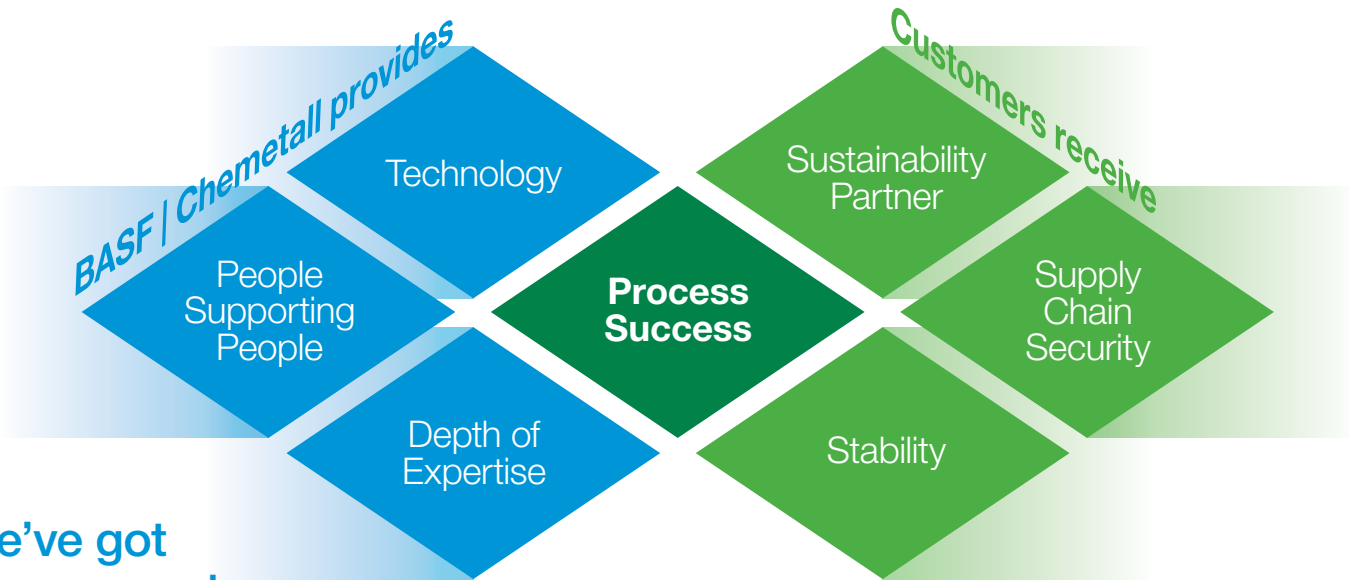 BASF | Chemetall provides
Customers receive
Technology
Sustainability
Partner
People
Supporting
People
Process
Success
Supply
Chain
Security
Depth of
Expertise
Stability
e've got